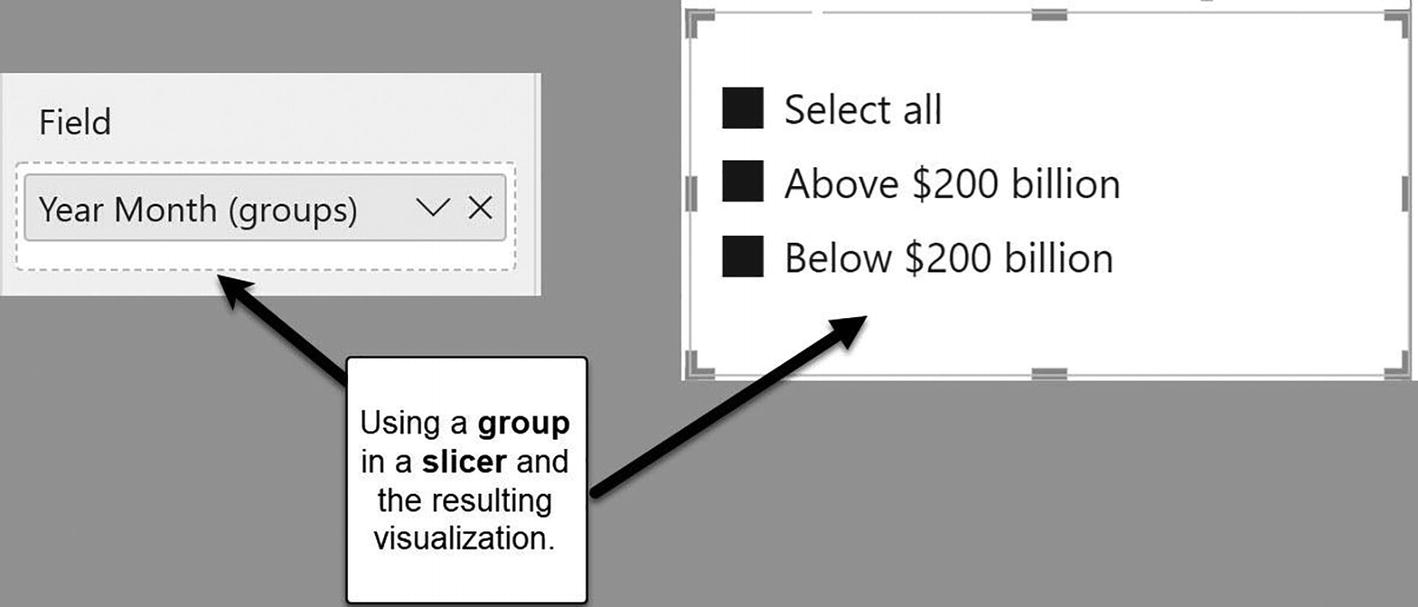 Field
Year Month (groups)
Select all
Above $200 billion
Below $200 billion
Using a group
in a slicer and
the resulting
visualization.